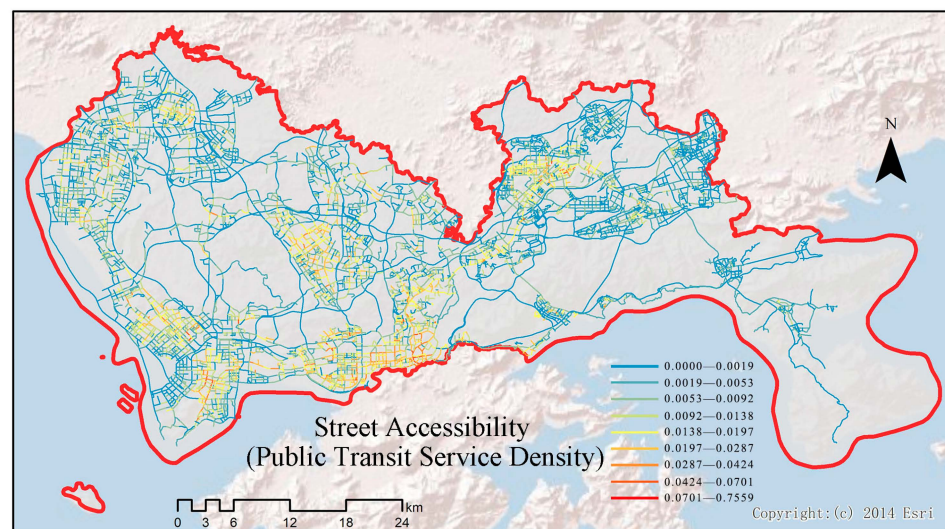 N
0.0000—0.0019
0.0019—0.0053
0.0053—0.0092
0.0092—0.0138
0.0138—0.0197
0.0197—0.0287
0.0287—0.0424
0.0424—0.0701
0.0701—0.7559
Street Accessibility
(Public Transit Service Density)
km
0 3 6 12 18 24
Copyright:(c) 2014 Esri